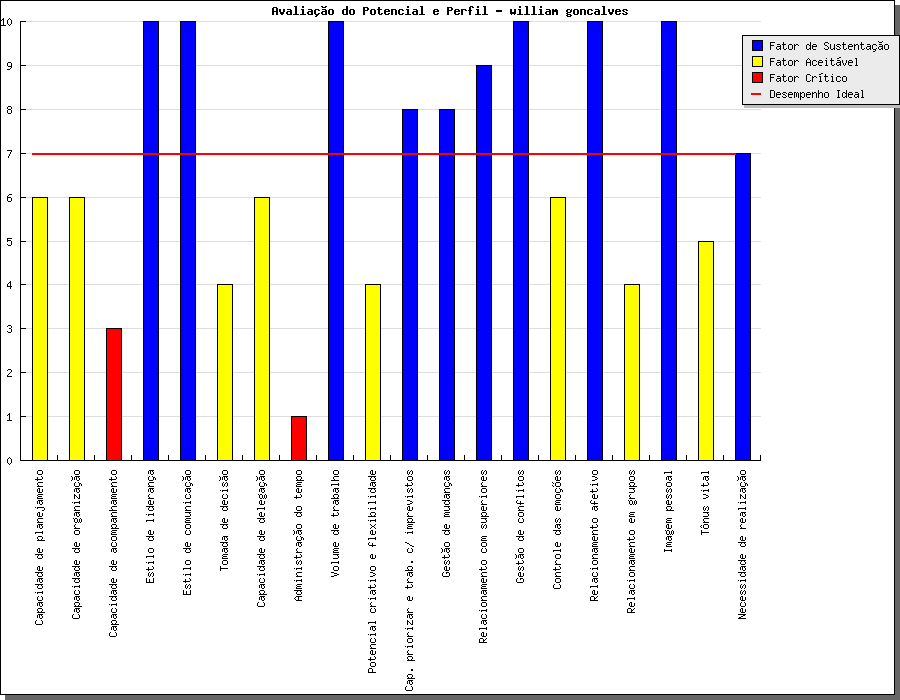 Avaliação do Potencial e Perfil - william goncalves
Fator de Sustentação
Fator Aceitável
Fator Crítico
Desempenho Ideal
10
9
8
7
6
5
4
3
2
1
0
Capacidade de planejamento
Capacidade de organização
Capacidade de acompanhamento
Estilo de liderança
Estilo de comunicação
Tomada de decisão
Capacidade de delegação
Administração do tempo
Volume de trabalho
Potencial criativo e flexibilidade
Cap. priorizar e trab. c/ imprevistos
Gestão de mudanças
Relacionamento com superiores
Gestão de conflitos
Controle das emoções
Relacionamento afetivo
Relacionamento em grupos
Imagem pessoal
Tônus vital
Necessidade de realização